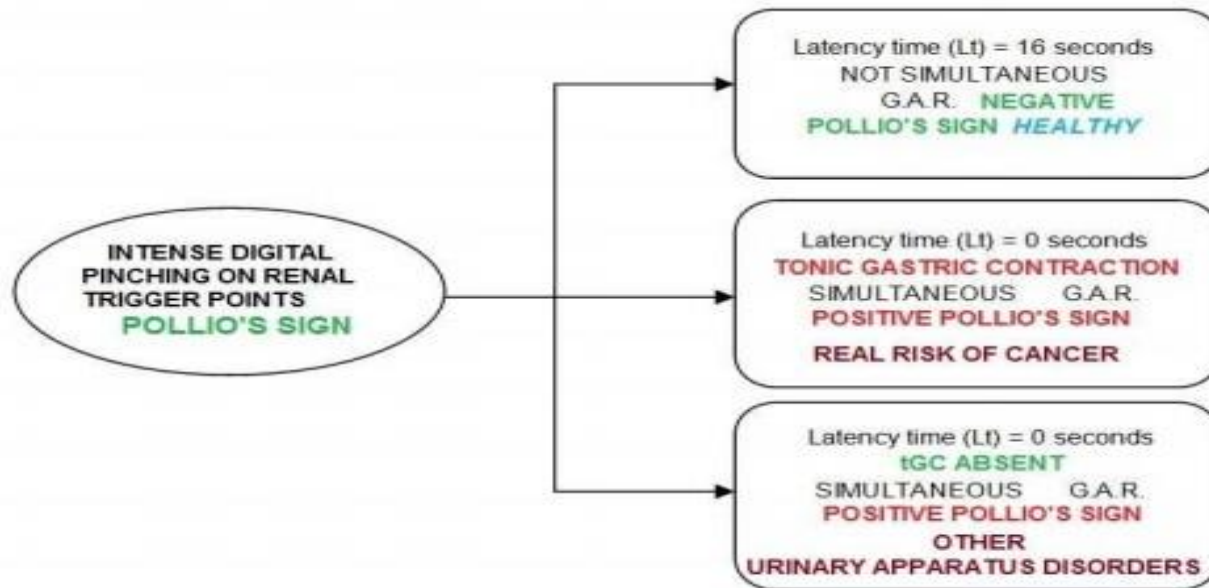 INTENSE DIGITAL
PINCHING ON RENAL
TRIGGER POINTS
POLLIO'S SIGN
Latency time (Lt) = 16 seconds
NOT SIMULTANEOUS
G.A.R. NEGATIVE
POLLIO'S SIGN HEALTHY
Latency time (Lt) = 0 seconds
TONIC GASTRIC CONTRACTION
SIMULTANEOUS G.A.R.
POSITIVE POLLIO'S SIGN
REAL RISK OF CANCER
Latency time (Lt) = 0 seconds
tGC ABSENT
SIMULTANEOUS G.A.R.
POSITIVE POLLIO'S SIGN
OTHER
URINARY APPARATUS DISORDERS